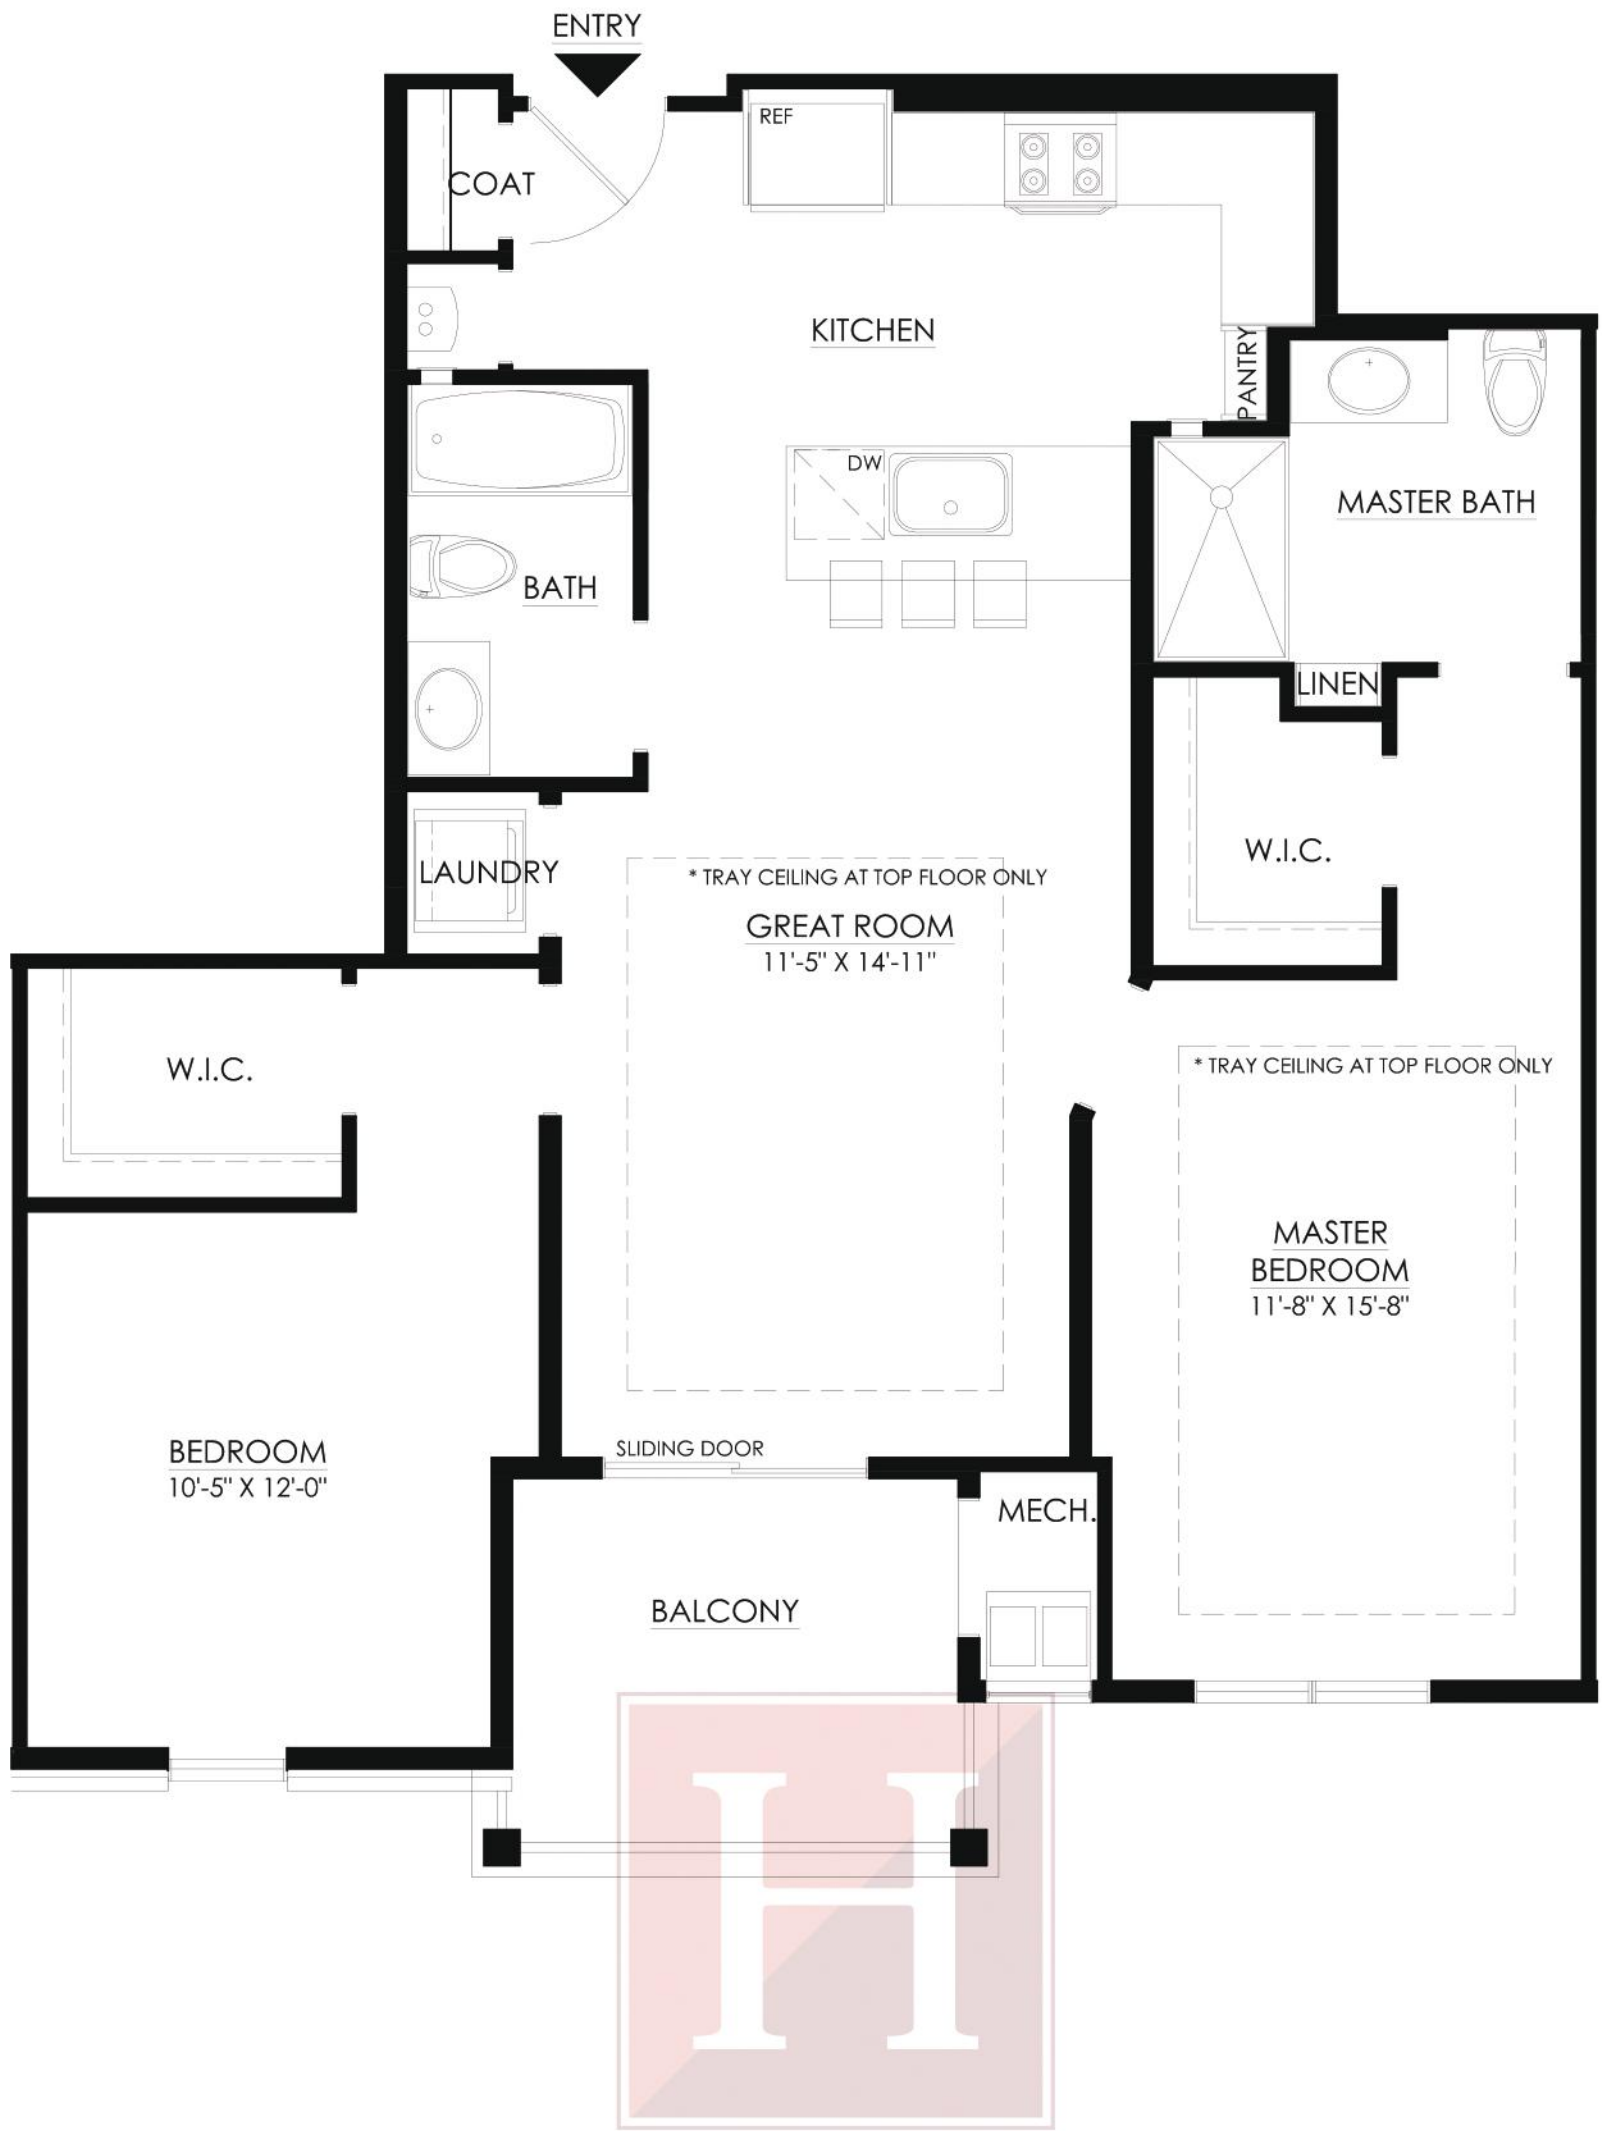 ENTRY
REF
COAT
KITCHEN
PANTRY
DW
MASTER BATH
BATH
LINEN
W.I.C.
LAUNDRY
* TRAY CEILING AT TOP FLOOR ONLY
GREAT ROOM
11'-5" X 14'-11"
W.I.C.
* TRAY CEILING AT TOP FLOOR ONLY
MASTER
BEDROOM
11'-8" X 15'-8"
BEDROOM
10'-5" X 12'-0"
SLIDING DOOR
MECH.
BALCONY
H